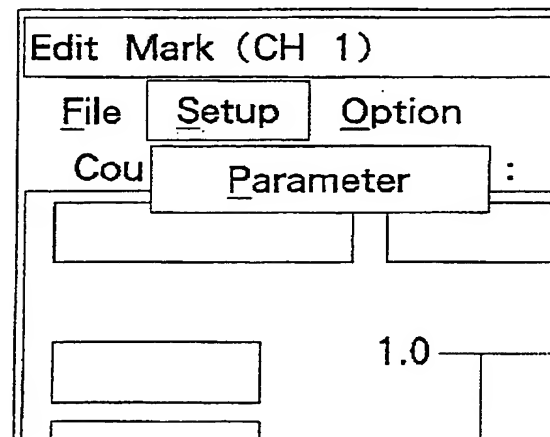 Edit Mark (CH 1)
File Setup Option
Cou :
Parameter
1.0